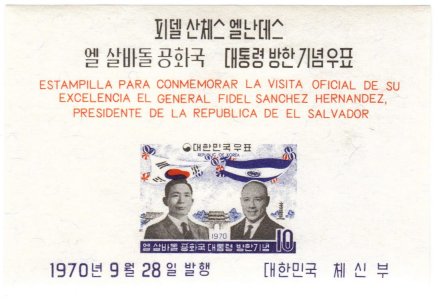 피델 산체스 엘난데스
엘 살바돌 공화국 대통령 방한 기념우표
ESTAMPILLA PARA CONMEMORAR LA VISITA OFICIAL DE SU
EXCELENCIA EL GENERAL FIDEL SANCHEZ HERNANDEZ,
PRESIDENTE DE LA REPUBLICA DE EL SALVADOR
대한민국우표
REPUBLIC OF KOREA
1970
엘 살바돌 공화국 대통령 방한기념
10
1970년 9월 28일 발행 대한민국 체신부